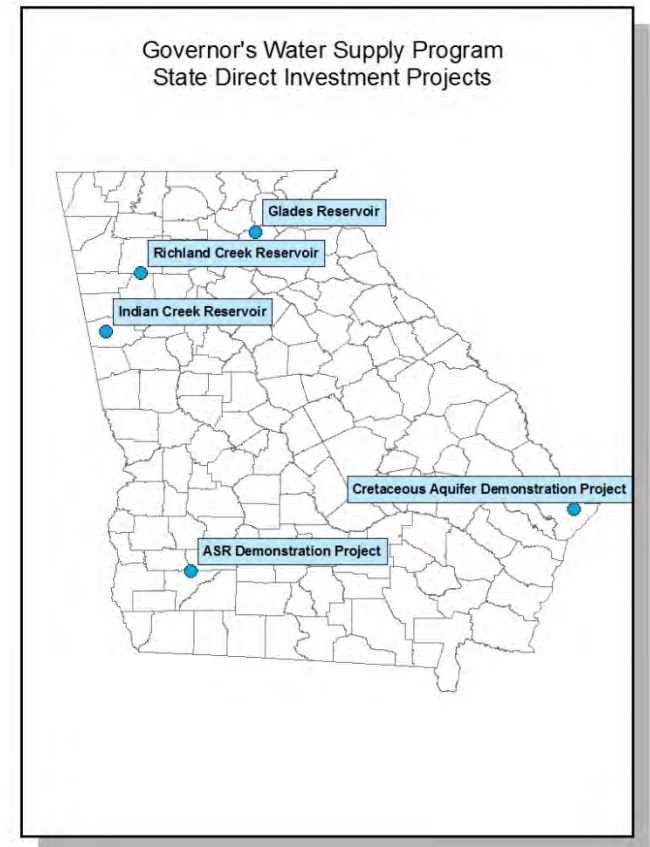 Governor's Water Supply Program
State Direct Investment Projects
Glades Reservoir
Richland Creek Reservoir
Indian Creek Reservoir
Cretaceous Aquifer Demonstration Project
ASR Demonstration Project